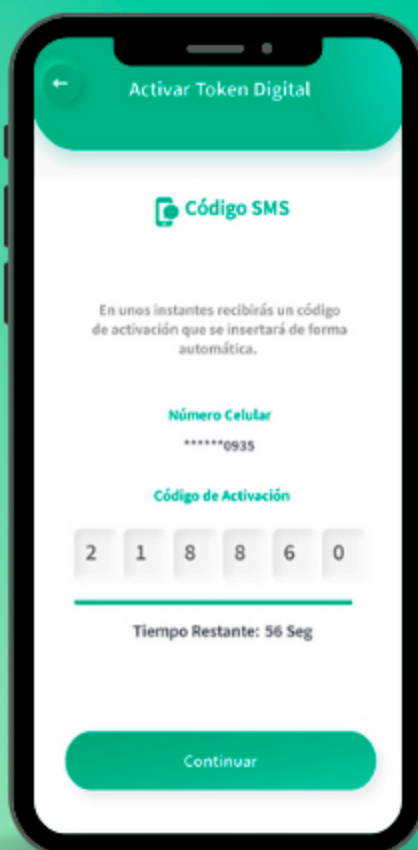 Activar Token Digital
Código SMS
En unos instantes recibirás un código
de activación que se insertará de forma
automática.
Número Celular
******0935
Código de Activación
2 1 8 8 6 0
Tiempo Restante: 56 Seg
Continuar